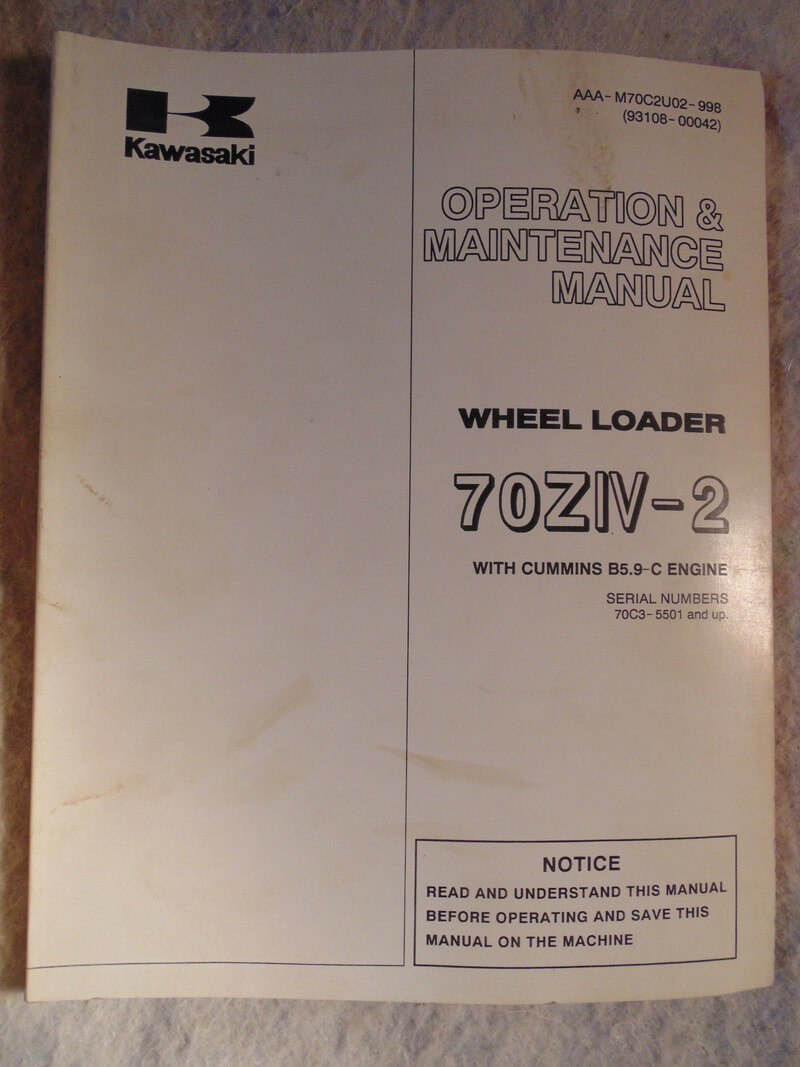 Kawasaki
AAA-M70C2U02-998
(93108-00042)
OPERATION &
MAINTENANCE
MANUAL
WHEEL LOADER
70ZIV-2
WITH CUMMINS B5.9-C ENGINE
SERIAL NUMBERS
70C3-5501 and up.
NOTICE
READ AND UNDERSTAND THIS MANUAL
BEFORE OPERATING AND SAVE THIS
MANUAL ON THE MACHINE